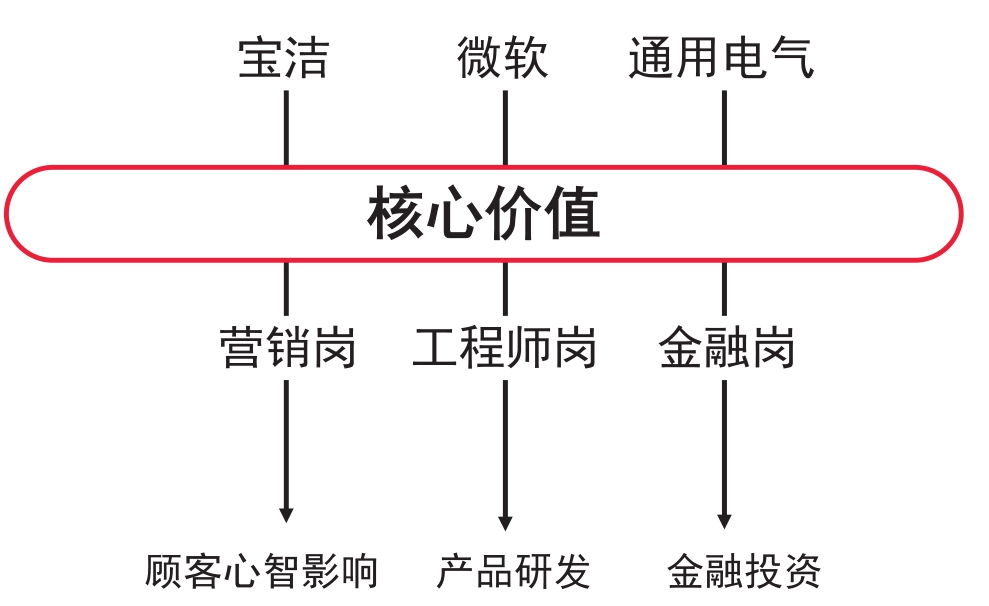 宝洁 微软 通用电气
核心价值
营销岗 工程师岗 金融岗
顾客心智影响 产品研发 金融投资